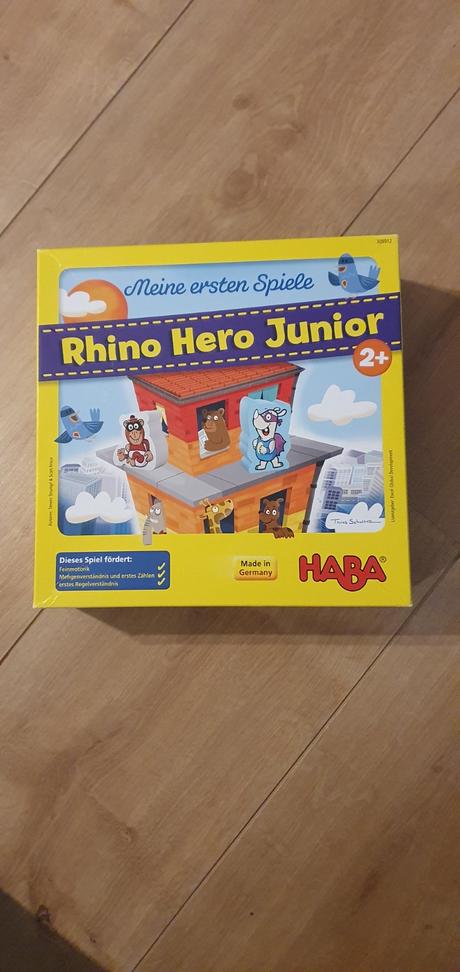 Meine ersten Spiele
Rhino Hero Junior
2+
Dieses Spiel fördert:
Feinmotorik
Mengenverständnis und erstes Zählen
erstes Regelverständnis
Made in
Germany
HABA®